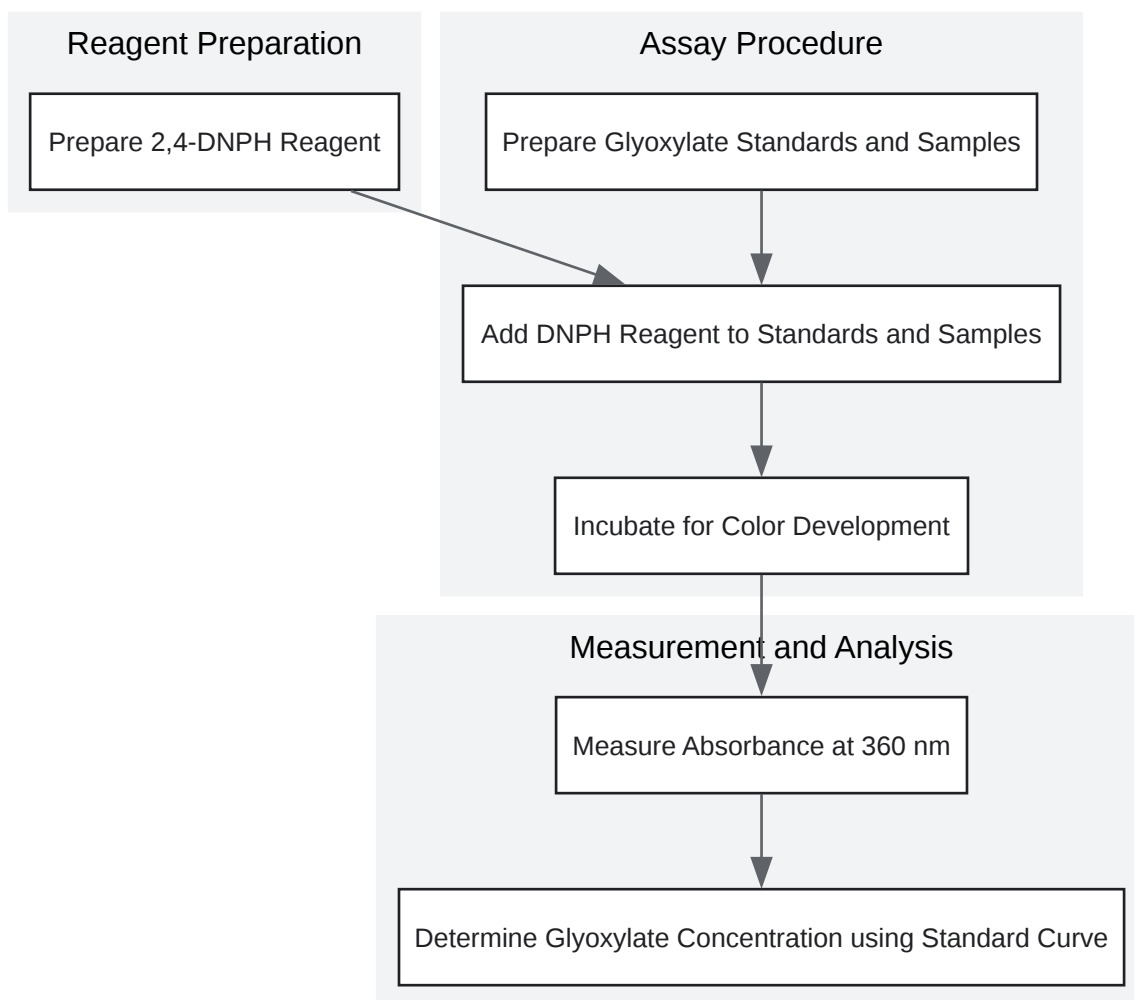 Reagent Preparation
Prepare 2,4-DNPH Reagent
Assay Procedure
Prepare Glyoxylate Standards and Samples
Add DNPH Reagent to Standards and Samples
Incubate for Color Development
Measurement and Analysis
Measure Absorbance at 360 nm
Determine Glyoxylate Concentration using Standard Curve